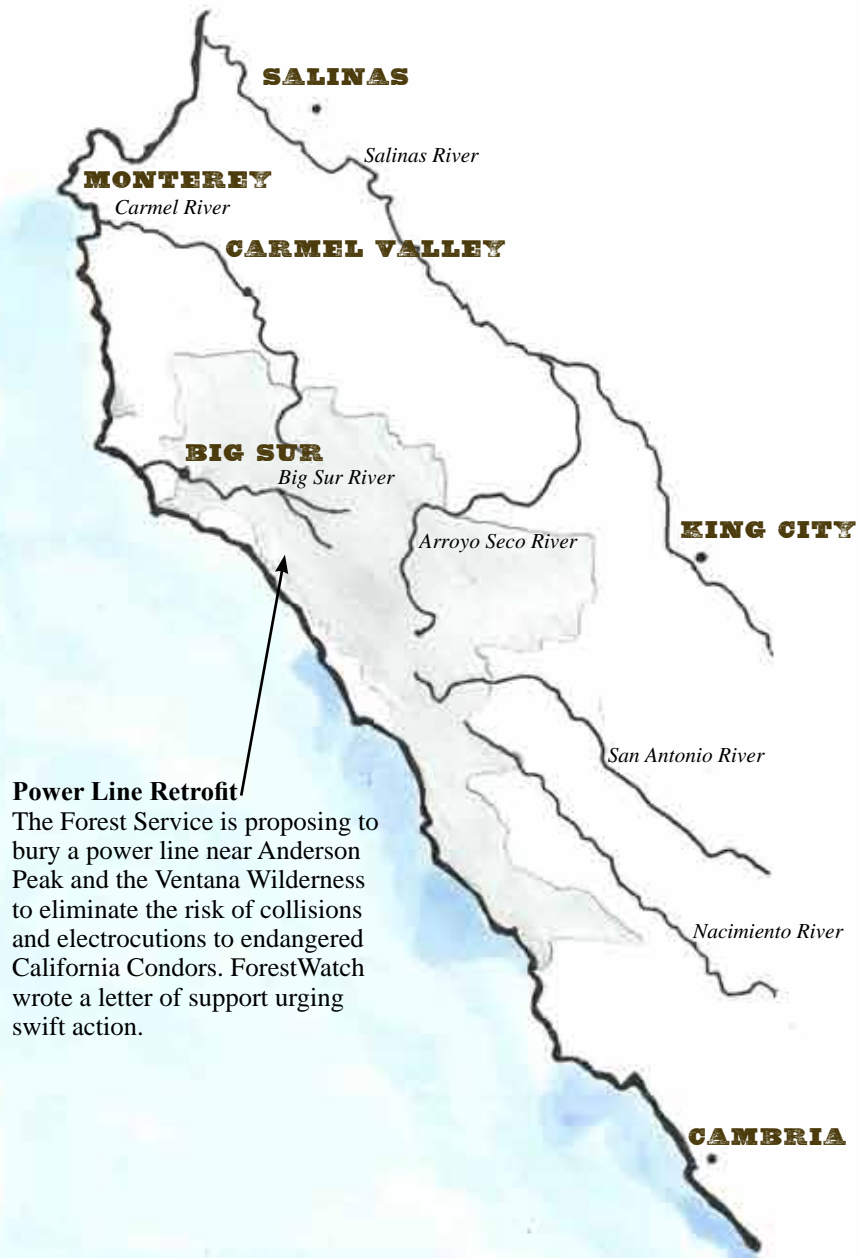 SALINAS
Salinas River
MONTEREY
Carmel River
CARMEL VALLEY
BIG SUR
Big Sur River
KING CITY
Arroyo Seco River
San Antonio River
Power Line Retrofit
The Forest Service is proposing to
bury a power line near Anderson
Peak and the Ventana Wilderness
to eliminate the risk of collisions
and electrocutions to endangered
California Condors. ForestWatch
wrote a letter of support urging
swift action.
Nacimiento River
CAMBRIA